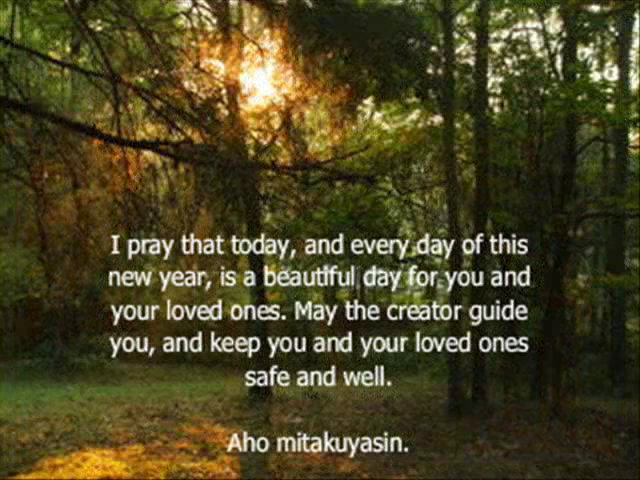 I pray that today, and every day of this
new year, is a beautiful day for you and
your loved ones. May the creator guide
you, and keep you and your loved ones
safe and well.
Aho mitakuyasin.